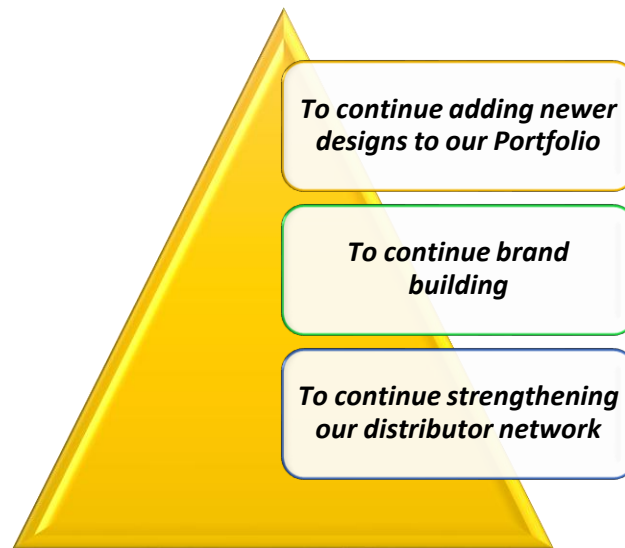 To continue adding newer
designs to our Portfolio
To continue brand
building
To continue strengthening
our distributor network